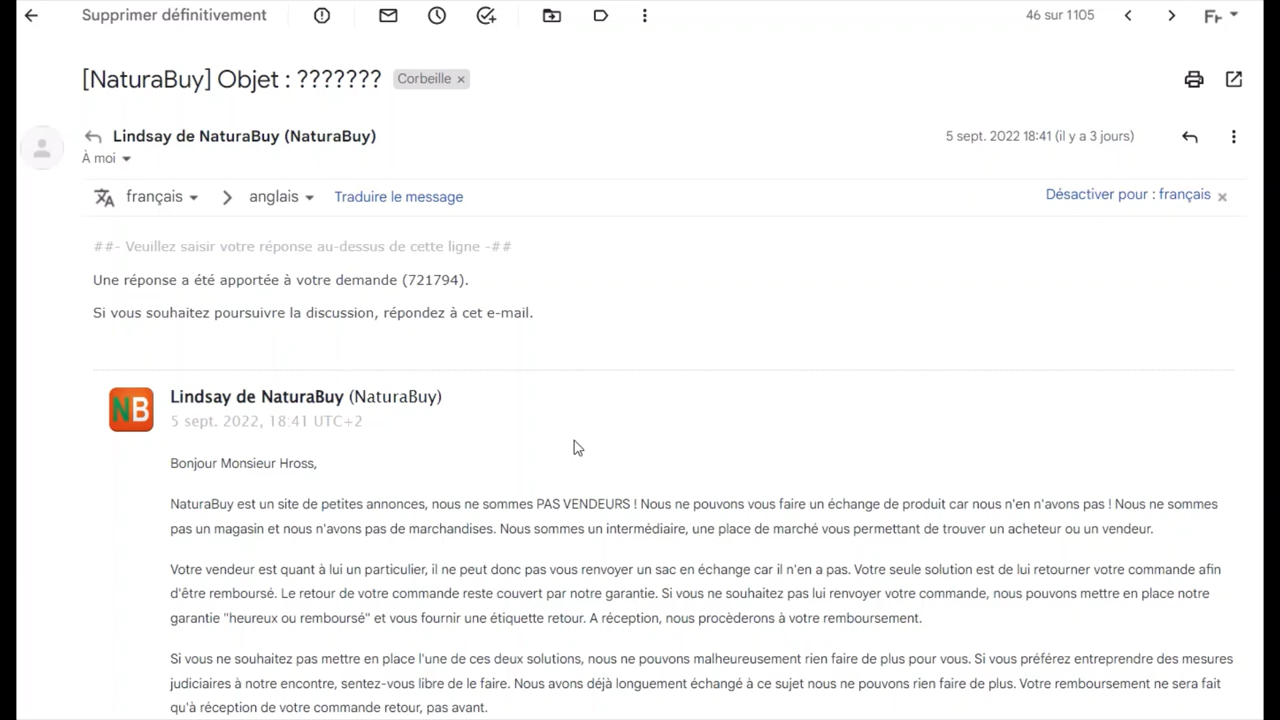 Supprimer définitivement
46 sur 1105
Fr
[NaturaBuy] Objet : ??????? Corbeille ×
Lindsay de NaturaBuy (NaturaBuy)
5 sept. 2022 18:41 (il y a 3 jours)
À moi
français > anglais Traduire le message
Désactiver pour : français ×
##- Veuillez saisir votre réponse au-dessus de cette ligne -##
Une réponse a été apportée à votre demande (721794).
Si vous souhaitez poursuivre la discussion, répondez à cet e-mail.
NB
Lindsay de NaturaBuy (NaturaBuy)
5 sept. 2022, 18:41 UTC+2
Bonjour Monsieur Hross,
NaturaBuy est un site de petites annonces, nous ne sommes PAS VENDEURS ! Nous ne pouvons vous faire un échange de produit car nous n'en n'avons pas ! Nous ne sommes
pas un magasin et nous n'avons pas de marchandises. Nous sommes un intermédiaire, une place de marché vous permettant de trouver un acheteur ou un vendeur.
Votre vendeur est quant à lui un particulier, il ne peut donc pas vous renvoyer un sac en échange car il n'en a pas. Votre seule solution est de lui retourner votre commande afin
d'être remboursé. Le retour de votre commande reste couvert par notre garantie. Si vous ne souhaitez pas lui renvoyer votre commande, nous pouvons mettre en place notre
garantie "heureux ou remboursé" et vous fournir une étiquette retour. A réception, nous procèderons à votre remboursement.
Si vous ne souhaitez pas mettre en place l'une de ces deux solutions, nous ne pouvons malheureusement rien faire de plus pour vous. Si vous préférez entreprendre des mesures
judiciaires à notre encontre, sentez-vous libre de le faire. Nous avons déjà longuement échangé à ce sujet nous ne pouvons rien faire de plus. Votre remboursement ne sera fait
qu'à réception de votre commande retour, pas avant.